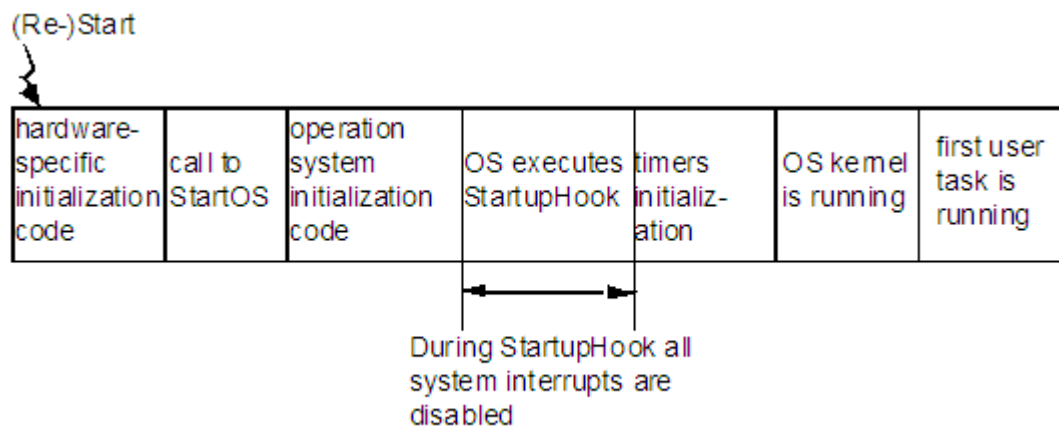 (Re-)Start
hardware-
specific
initialization
code
call to
StartOS
operation
system
initialization
code
OS executes
StartupHook
timers
initializ-
ation
OS kernel
is running
first user
task is
running
During StartupHook all
system interrupts are
disabled